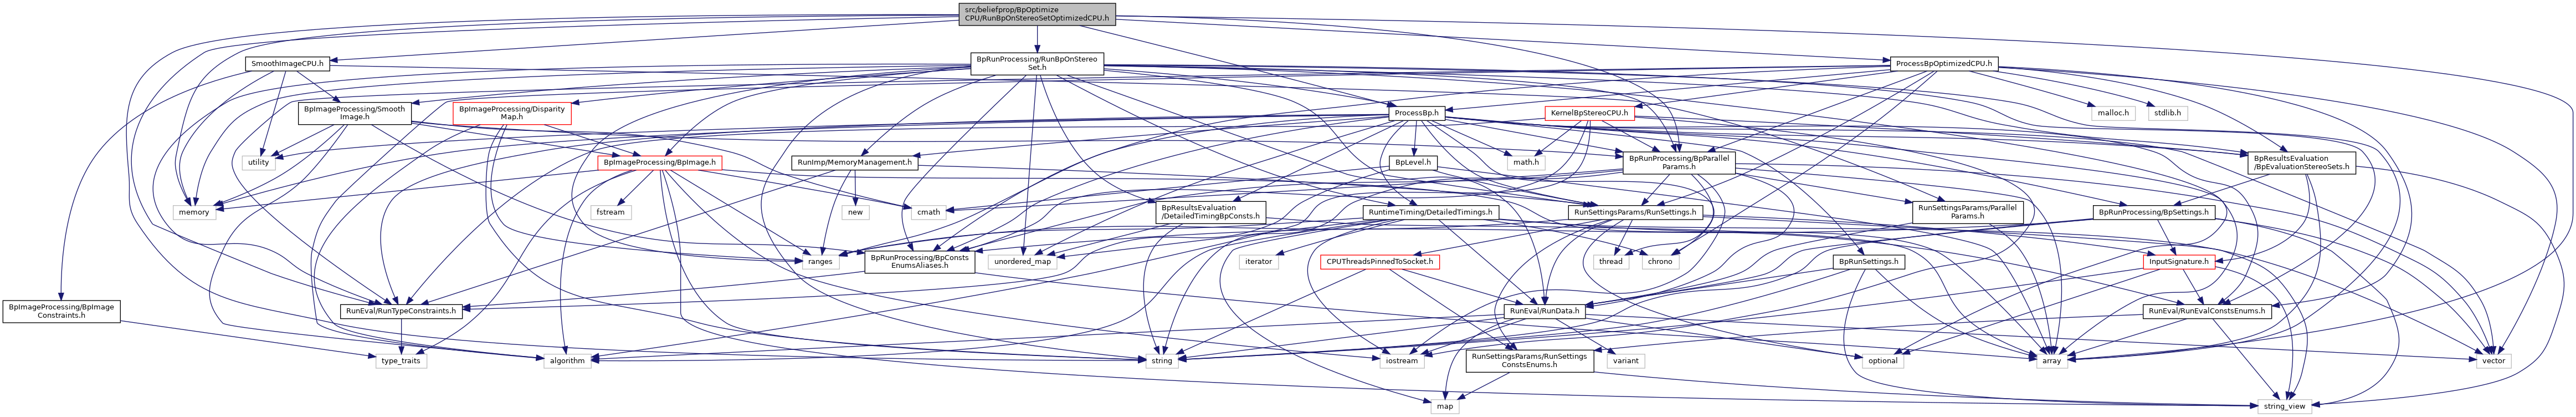 src/beliefprop/BpOptimize
CPU/RunBpOnStereoSetOptimizedCPU.h
SmoothImageCPU.h
BpRunProcessing/RunBpOnStereo
Set.h
ProcessBpOptimizedCPU.h
BpImageProcessing/Smooth
Image.h
BpImageProcessing/Disparity
Map.h
ProcessBp.h
KernelBpStereoCPU.h
malloc.h
stdlib.h
utility
BpImageProcessing/BpImage.h
RunImp/MemoryManagement.h
BpLevel.h
math.h
BpRunProcessing/BpParallel
Params.h
BpResultsEvaluation
/BpEvaluationStereoSets.h
memory
fstream
new
cmath
BpResultsEvaluation
/DetailedTimingBpConsts.h
RuntimeTiming/DetailedTimings.h
RunSettingsParams/RunSettings.h
RunSettingsParams/Parallel
Params.h
BpRunProcessing/BpSettings.h
ranges
BpRunProcessing/BpConsts
EnumsAliases.h
unordered_map
iterator
CPUThreadsPinnedToSocket.h
thread
chrono
BpRunSettings.h
InputSignature.h
BpImageProcessing/BpImage
Constraints.h
RunEval/RunTypeConstraints.h
RunEval/RunData.h
RunEval/RunEvalConstsEnums.h
type_traits
algorithm
string
iostream
RunSettingsParams/RunSettings
ConstsEnums.h
variant
optional
array
vector
map
string_view